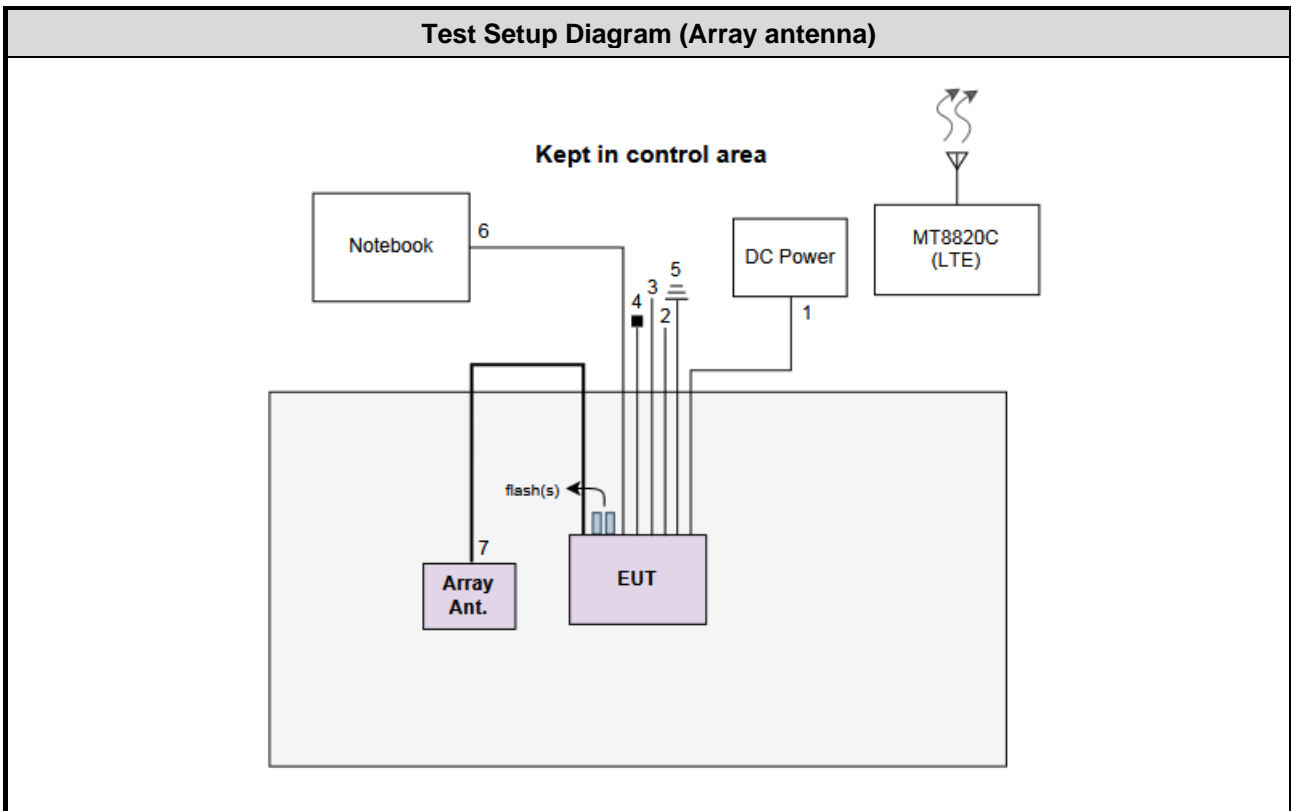 Test Setup Diagram (Array antenna)
Kept in control area
Notebook
6
DC Power
MT8820C
(LTE)
5
3
4
2
1
flash(s)
7
Array
Ant.
EUT